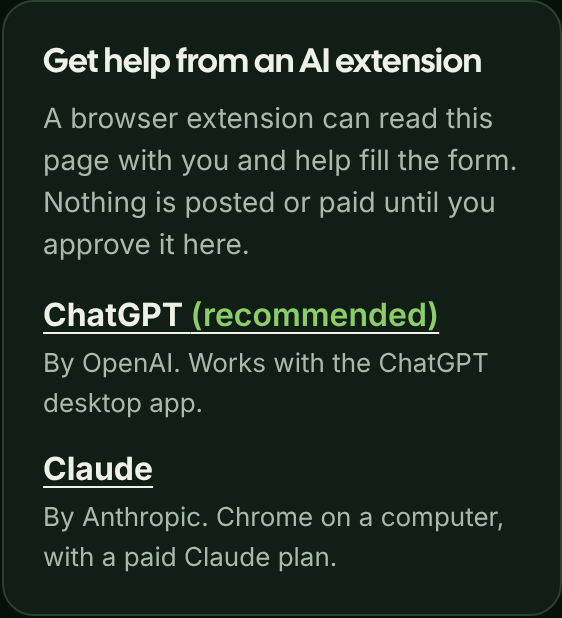 Get help from an AI extension
A browser extension can read this
page with you and help fill the form.
Nothing is posted or paid until you
approve it here.
ChatGPT (recommended)
By OpenAI. Works with the ChatGPT
desktop app.
Claude
By Anthropic. Chrome on a computer,
with a paid Claude plan.